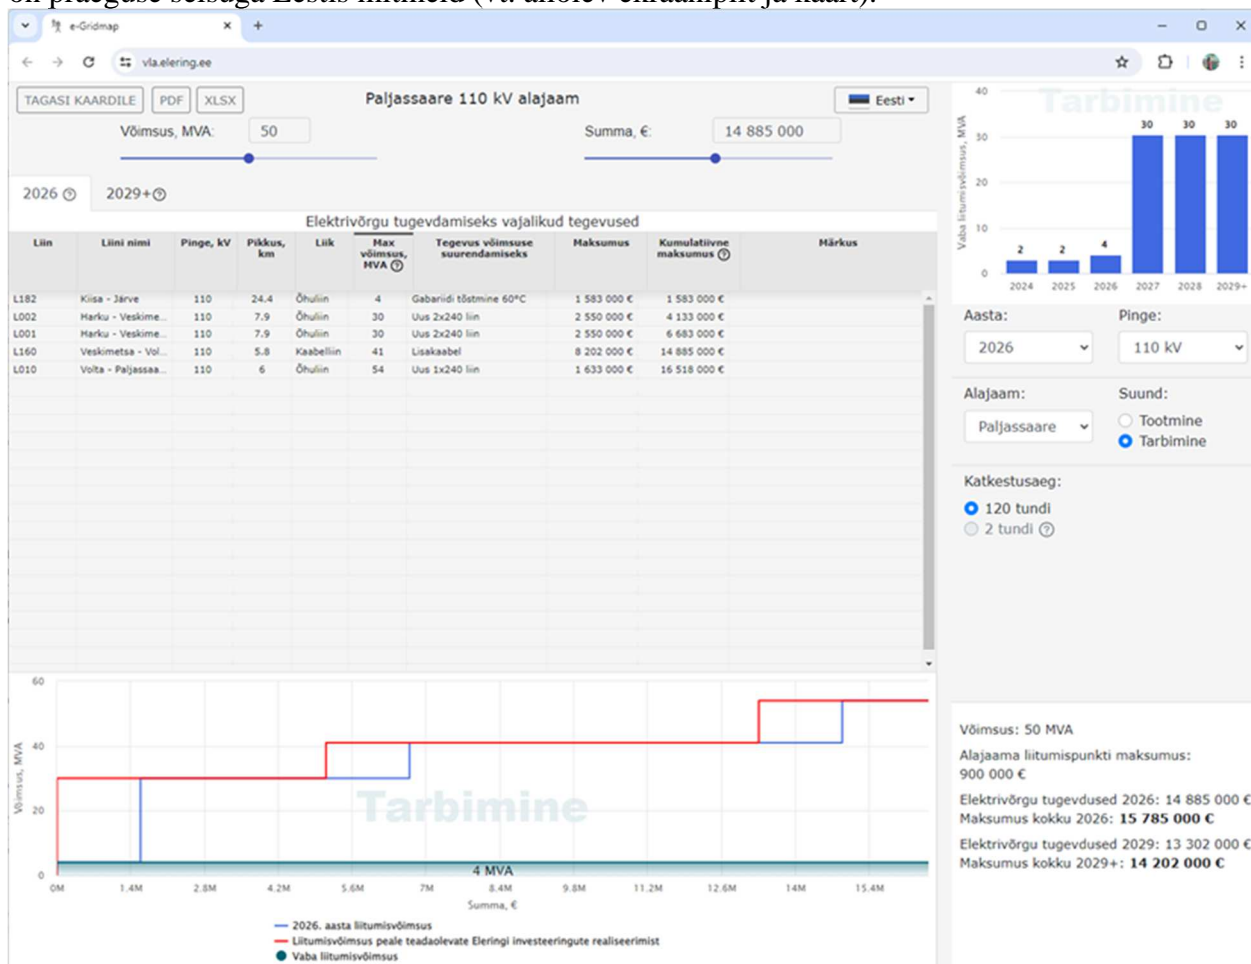 on praeguse seisuga Eestis mitmeid (vt. allolev ekraanipilt ja kaart).
e-Gridmap
vla.elering.ee
TAGASI KAARDILE PDF XLSX Paljassaare 110 kV alajaam Eesti
Võimsus, MVA: 50 Summa, €: 14 885 000
2026 2029+
Elektrivõrgu tugevdamiseks vajalikud tegevused
Liin Liini nimi Pinge, kV Pikkus, km Liik Max võimsus, MVA Tegevus võimsuse suurendamiseks Maksumus Kumulatiivne maksumus Märkus
L182 Kiisa - Järve 110 24.4 Õhuliin 4 Gabariidi tõstmine 60°C 1 583 000 € 1 583 000 €
L002 Harku - Veskime... 110 7.9 Õhuliin 30 Uus 2x240 liin 2 550 000 € 4 133 000 €
L001 Harku - Veskime... 110 7.9 Õhuliin 30 Uus 2x240 liin 2 550 000 € 6 683 000 €
L160 Veskimetsa - Vol... 110 5.8 Kaabelliin 41 Lisakaabel 8 202 000 € 14 885 000 €
L010 Volta - Paljassaa... 110 6 Õhuliin 54 Uus 1x240 liin 1 633 000 € 16 518 000 €
60
40
20
0
Võimsus, MVA
Tarbimine
4 MVA
0M 1.4M 2.8M 4.2M 5.6M 7M 8.4M 9.8M 11.2M 12.6M 14M 15.4M
Summa, €
2026. aasta liitumisvõimsus
Liitumisvõimsus peale teadaolevate Eleringi investeeringute realiseerimist
Vaba liitumisvõimsus
Tarbimine
Vaba liitumisvõimsus, MVA
40
30
20
10
0
2 2 4 30 30 30
2024 2025 2026 2027 2028 2029+
Aasta: Pinge:
2026 110 kV
Alajaam: Suund:
Paljassaare Tootmine
Tarbimine
Katkestusaeg:
120 tundi
2 tundi
Võimsus: 50 MVA
Alajaama liitumispunkti maksumus:
900 000 €
Elektrivõrgu tugevdused 2026: 14 885 000 €
Maksumus kokku 2026: 15 785 000 €
Elektrivõrgu tugevdused 2029: 13 302 000 €
Maksumus kokku 2029+: 14 202 000 €